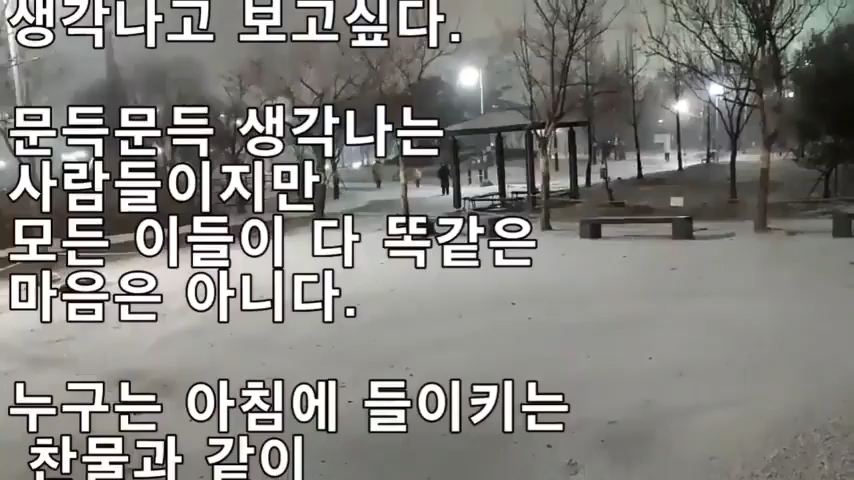 생각나고 보고싶다.
문득문득 생각나는
사람들이지만
모든 이들이 다 똑같은
마음은 아니다.
누구는 아침에 들이키는
찬물과 같이